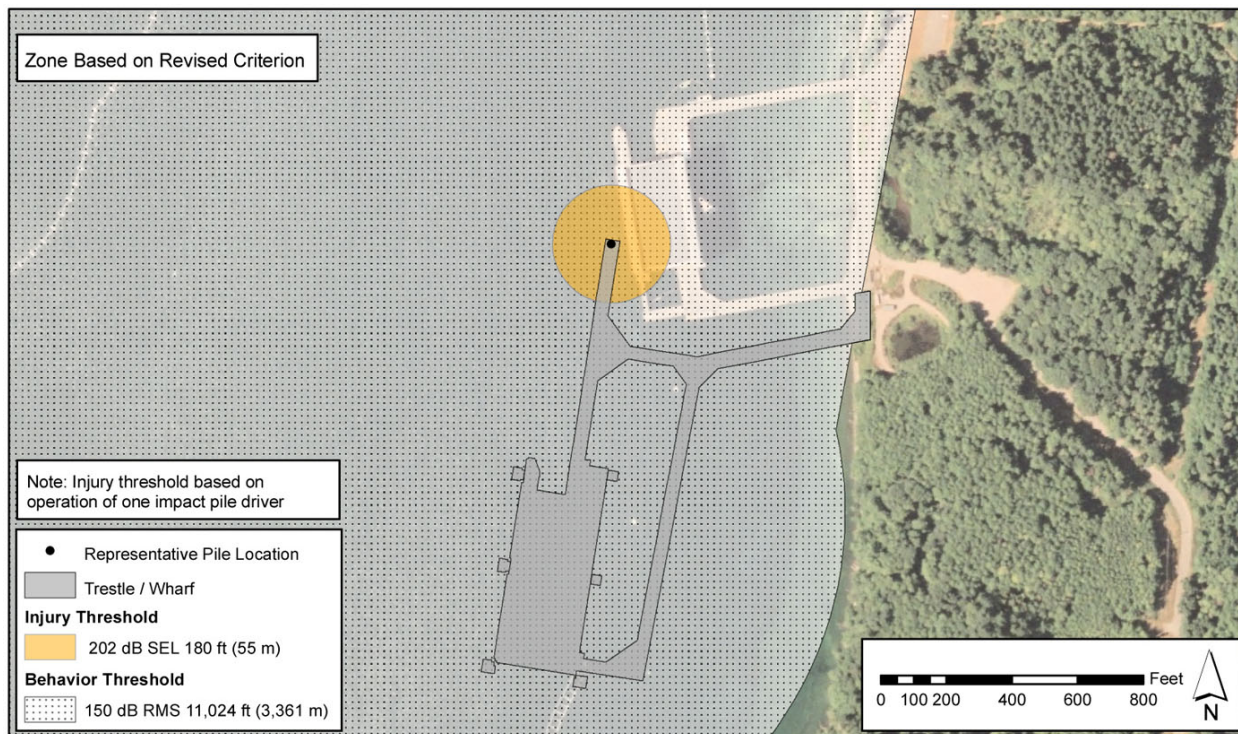 Zone Based on Revised Criterion
Note: Injury threshold based on
operation of one impact pile driver
Representative Pile Location
Trestle / Wharf
Injury Threshold
202 dB SEL 180 ft (55 m)
Behavior Threshold
150 dB RMS 11,024 ft (3,361 m)
Feet
0 100 200 400 600 800
N